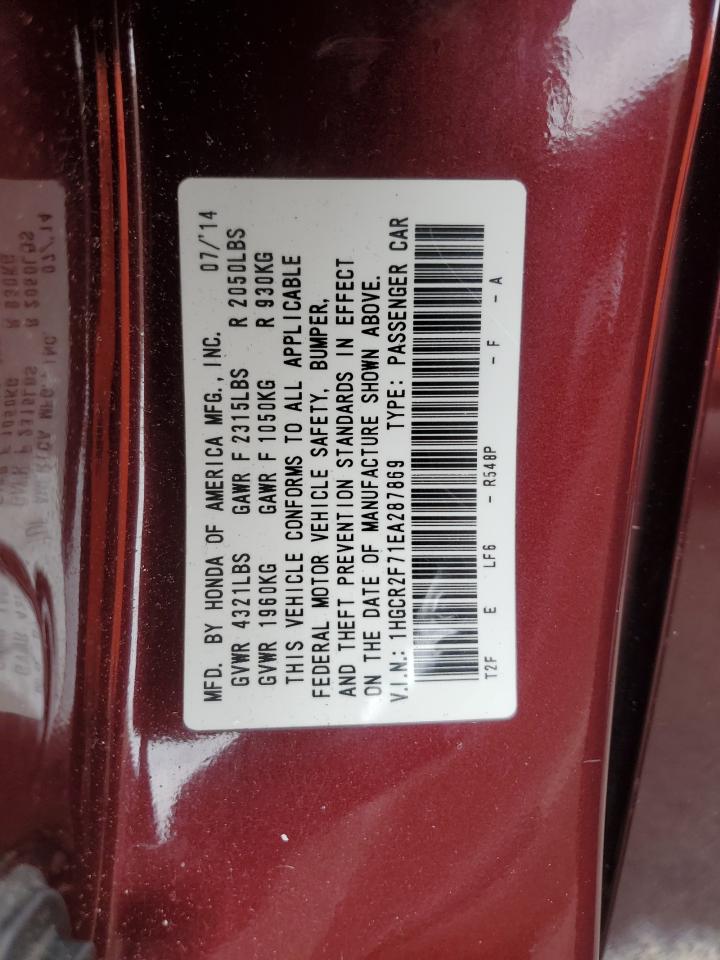 MFD. BY HONDA OF AMERICA MFG., INC. 07/'14
GVWR 4321LBS GAWR F 2315LBS R 2050LBS
GVWR 1960KG GAWR F 1050KG R 930KG
THIS VEHICLE CONFORMS TO ALL APPLICABLE
FEDERAL MOTOR VEHICLE SAFETY, BUMPER,
AND THEFT PREVENTION STANDARDS IN EFFECT
ON THE DATE OF MANUFACTURE SHOWN ABOVE.
V.I.N.: 1HGCR2F71EA287869 TYPE: PASSENGER CAR
T2F E LF6 - R548P - F - A